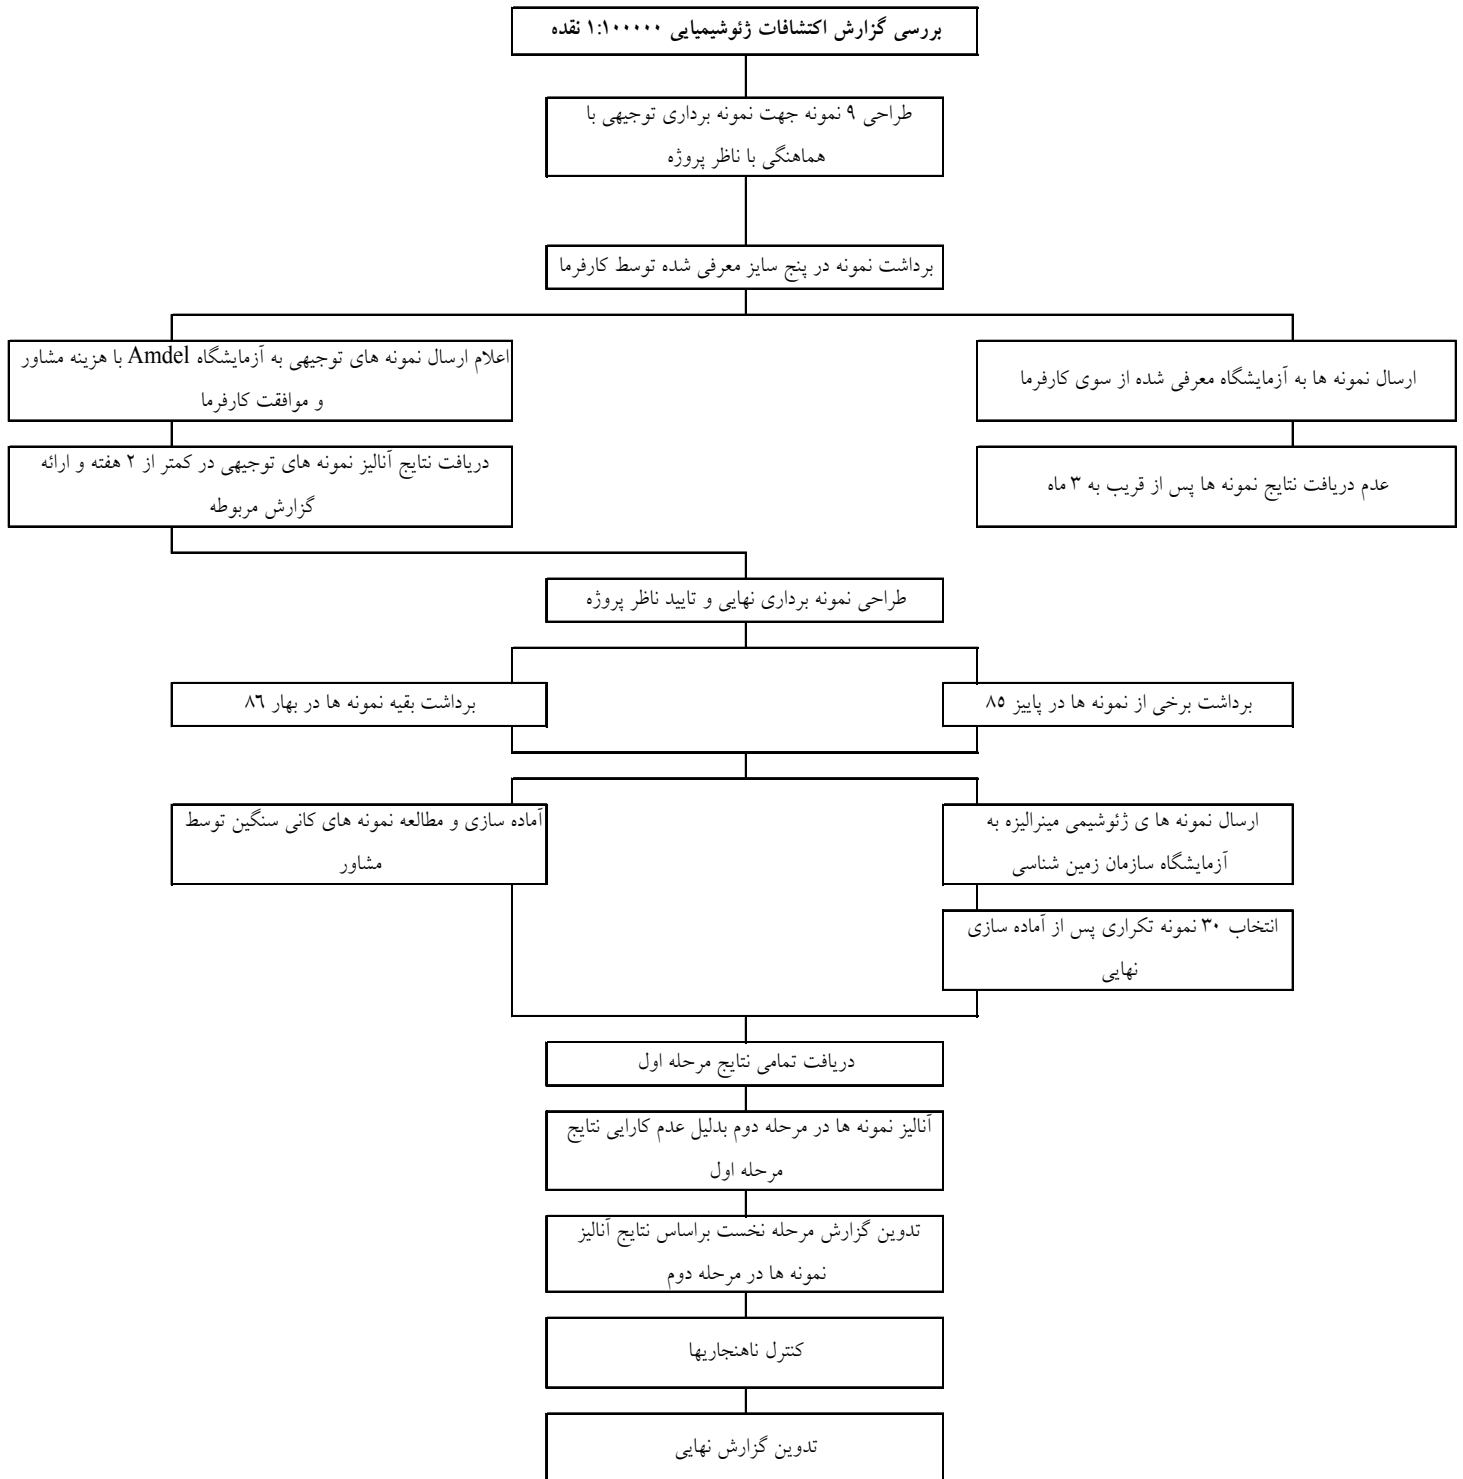 بررسی گزارش اکتشافات ژئوشیمیایی ۱:۱۰۰۰۰۰ نقده
طراحی ۹ نمونه جهت نمونه برداری توجیهی با
هماهنگی با ناظر پروژه
برداشت نمونه در پنج سایز معرفی شده توسط کارفرما
ارسال نمونه ها به آزمایشگاه معرفی شده از سوی کارفرما
عدم دریافت نتایج نمونه ها پس از قریب به ۳ ماه
اعلام ارسال نمونه های توجیهی به آزمایشگاه Amdel با هزینه مشاور
و موافقت کارفرما
دریافت نتایج آنالیز نمونه های توجیهی در کمتر از ۲ هفته و ارائه
گزارش مربوطه
طراحی نمونه برداری نهایی و تایید ناظر پروژه
برداشت برخی از نمونه ها در پاییز ۸۵
برداشت بقیه نمونه ها در بهار ۸۶
ارسال نمونه ها ی ژئوشیمی مینرالیزه به
آزمایشگاه سازمان زمین شناسی
انتخاب ۳۰ نمونه تکراری پس از آماده سازی
نهایی
آماده سازی و مطالعه نمونه های کانی سنگین توسط
مشاور
دریافت تمامی نتایج مرحله اول
آنالیز نمونه ها در مرحله دوم بدلیل عدم کارایی نتایج
مرحله اول
تدوین گزارش مرحله نخست براساس نتایج آنالیز
نمونه ها در مرحله دوم
کنترل ناهنجاریها
تدوین گزارش نهایی